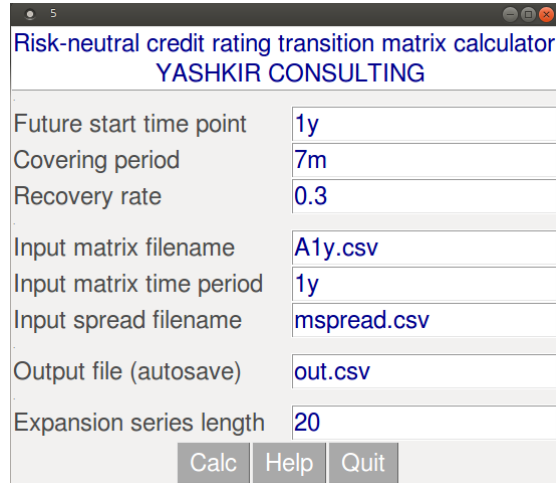 5
Risk-neutral credit rating transition matrix calculator
YASHKIR CONSULTING
Future start time point 1y
Covering period 7m
Recovery rate 0.3
Input matrix filename A1y.csv
Input matrix time period 1y
Input spread filename mspread.csv
Output file (autosave) out.csv
Expansion series length 20
Calc Help Quit